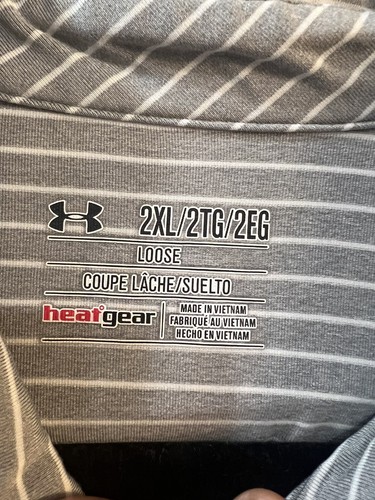 2XL/2TG/2EG
LOOSE
COUPE LÂCHE/SUELTO
heatgear
MADE IN VIETNAM
FABRIQUÉ AU VIETNAM
HECHO EN VIETNAM